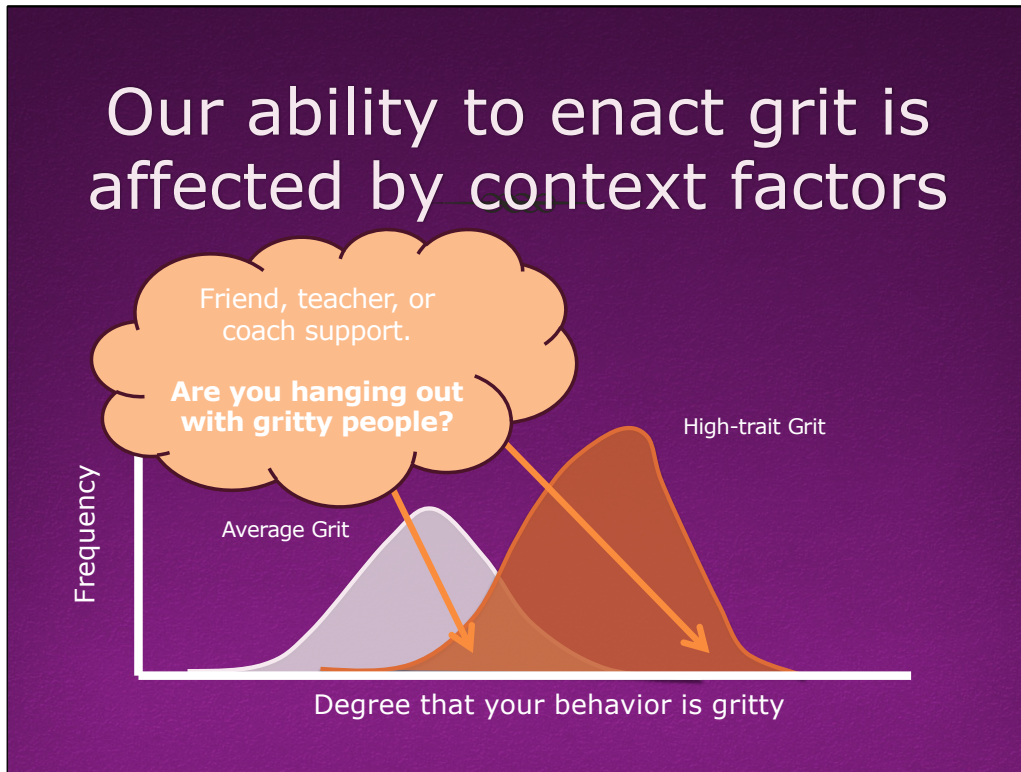 Our ability to enact grit is
affected by context factors
Friend, teacher, or
coach support.
Are you hanging out
with gritty people?
High-trait Grit
Average Grit
Frequency
Degree that your behavior is gritty